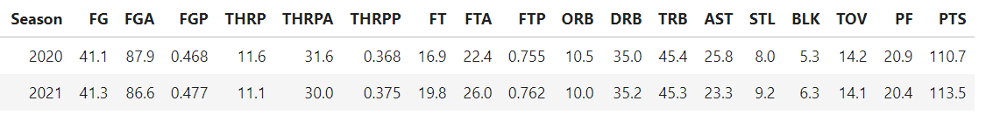 Season FG FGA FGP THRP THRPA THRPP FT FTA FTP ORB DRB TRB AST STL BLK TOV PF PTS
2020 41.1 87.9 0.468 11.6 31.6 0.368 16.9 22.4 0.755 10.5 35.0 45.4 25.8 8.0 5.3 14.2 20.9 110.7
2021 41.3 86.6 0.477 11.1 30.0 0.375 19.8 26.0 0.762 10.0 35.2 45.3 23.3 9.2 6.3 14.1 20.4 113.5